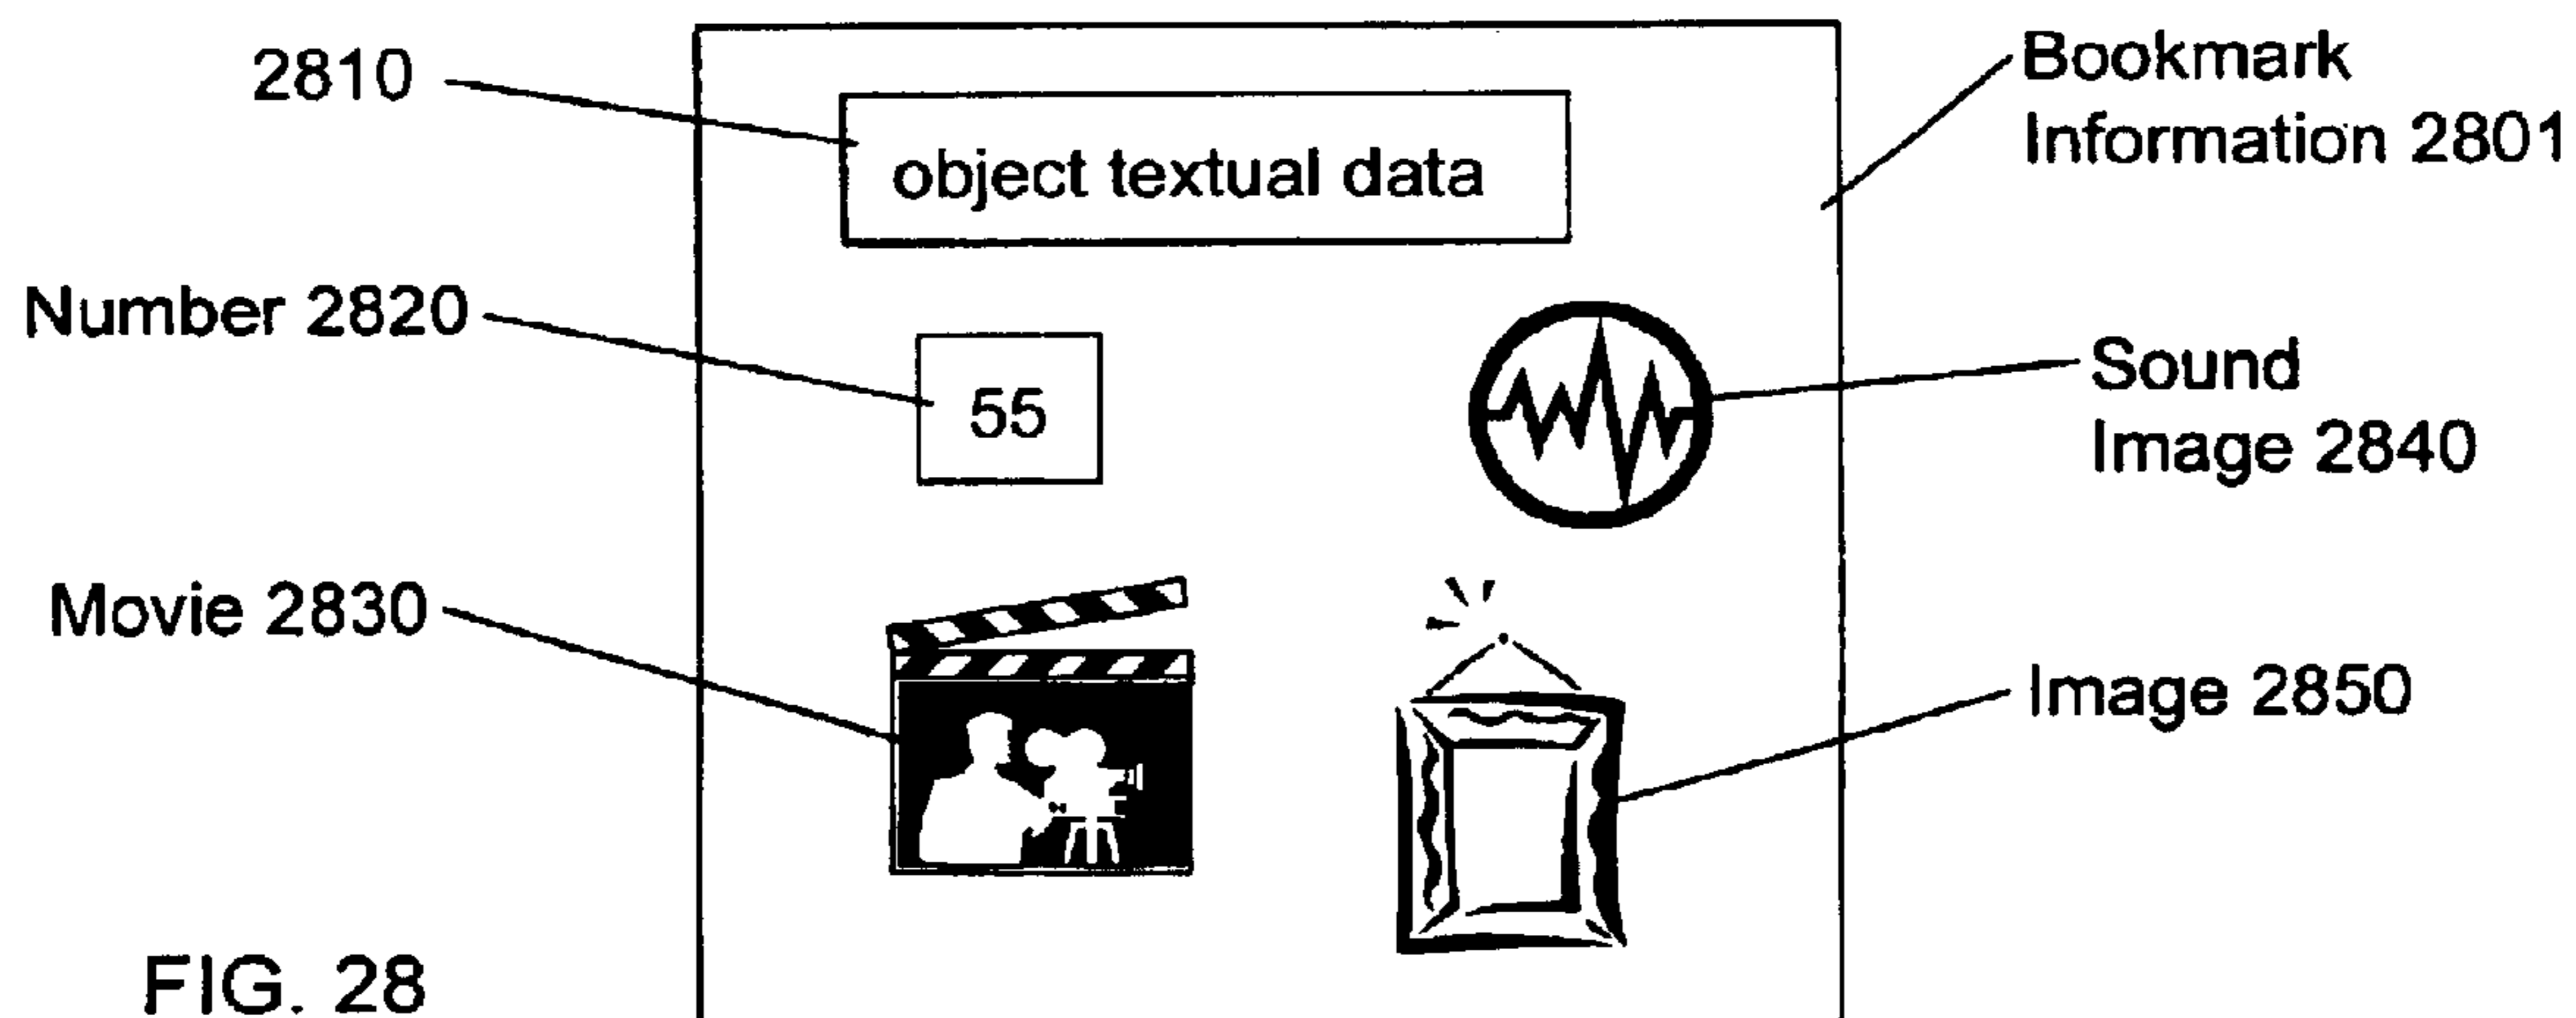 2810
object textual data
Bookmark
Information 2801
Number 2820
55
Sound
Image 2840
Movie 2830
Image 2850
FIG. 28